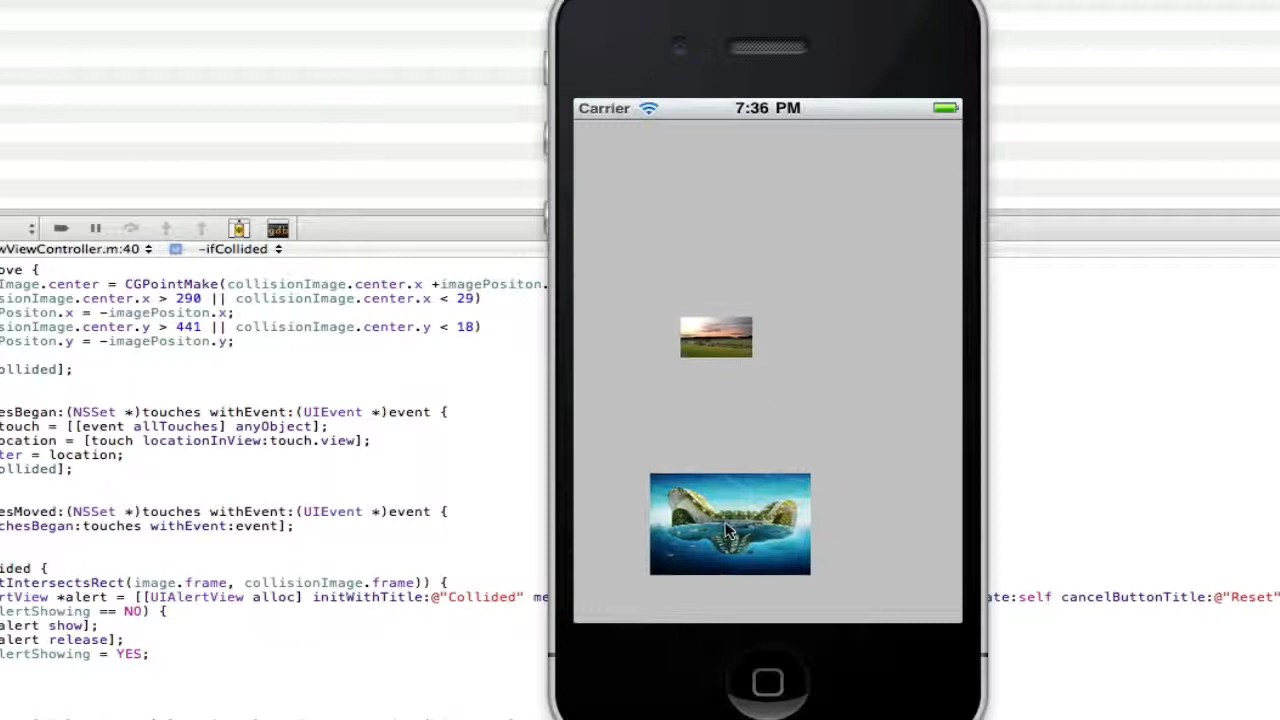 Carrier 7:36 PM
gdb
wViewController.m:40 -ifCollided
ove {
Image.center = CGPointMake(collisionImage.center.x +imagePositon.
sionImage.center.x > 290 || collisionImage.center.x < 29)
Positon.x = -imagePositon.x;
sionImage.center.y > 441 || collisionImage.center.y < 18)
Positon.y = -imagePositon.y;
ollided];
esBegan:(NSSet *)touches withEvent:(UIEvent *)event {
touch = [[event allTouches] anyObject];
ocation = [touch locationInView:touch.view];
ter = location;
ollided];
esMoved:(NSSet *)touches withEvent:(UIEvent *)event {
chesBegan:touches withEvent:event];
ided {
tIntersectsRect(image.frame, collisionImage.frame)) {
rtView *alert = [[UIAlertView alloc] initWithTitle:@"Collided" me ate:self cancelButtonTitle:@"Reset"
lertShowing == NO) {
alert show];
alert release];
lertShowing = YES;